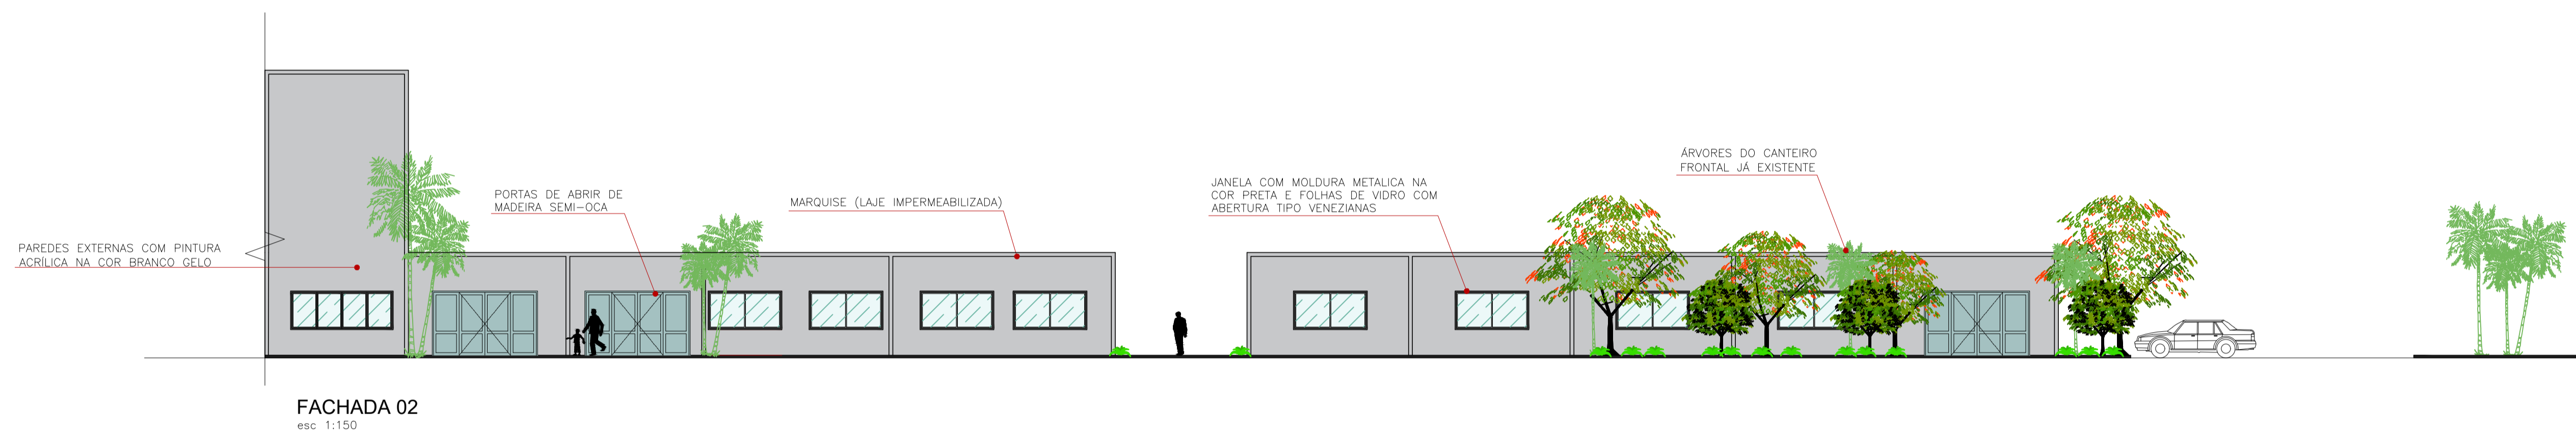 PAREDES EXTERNAS COM PINTURA
ACRÍLICA NA COR BRANCO GELO
PORTAS DE ABRIR DE
MADEIRA SEMI-OCA
MARQUISE (LAJE IMPERMEABILIZADA)
JANELA COM MOLDURA METALICA NA
COR PRETA E FOLHAS DE VIDRO COM
ABERTURA TIPO VENEZIANAS
ÁRVORES DO CANTEIRO
FRONTAL JÁ EXISTENTE
FACHADA 02
esc 1:150